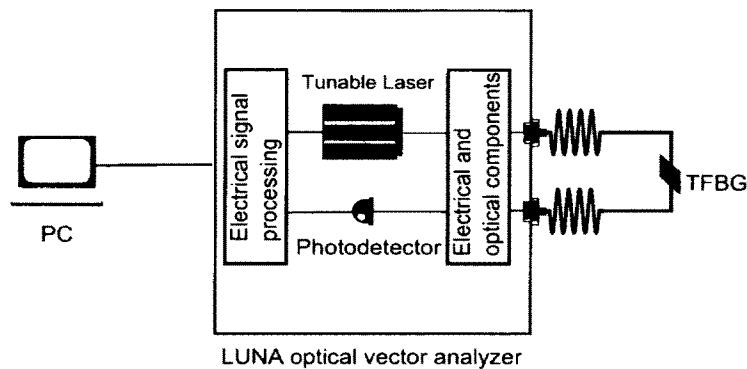 Tunable Laser
Electrical signal
processing
Electrical and
optical components
Photodetector
PC
TFBG
LUNA optical vector analyzer